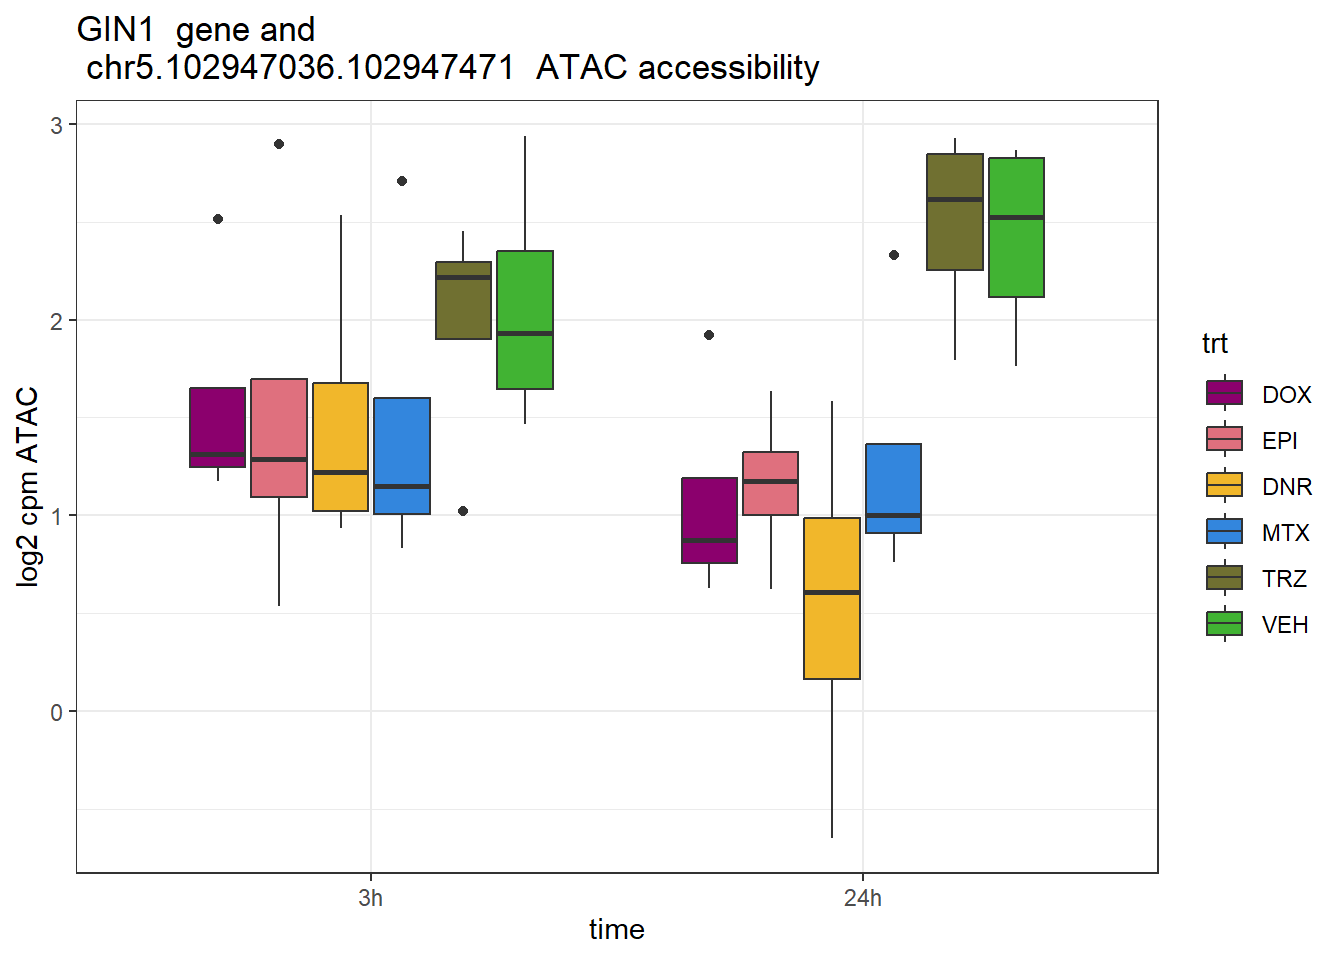 GIN1  gene and
chr5.102947036.102947471  ATAC accessibility
log2 cpm ATAC
3
2
1
0
3h
24h
time
trt
DOX
EPI
DNR
MTX
TRZ
VEH